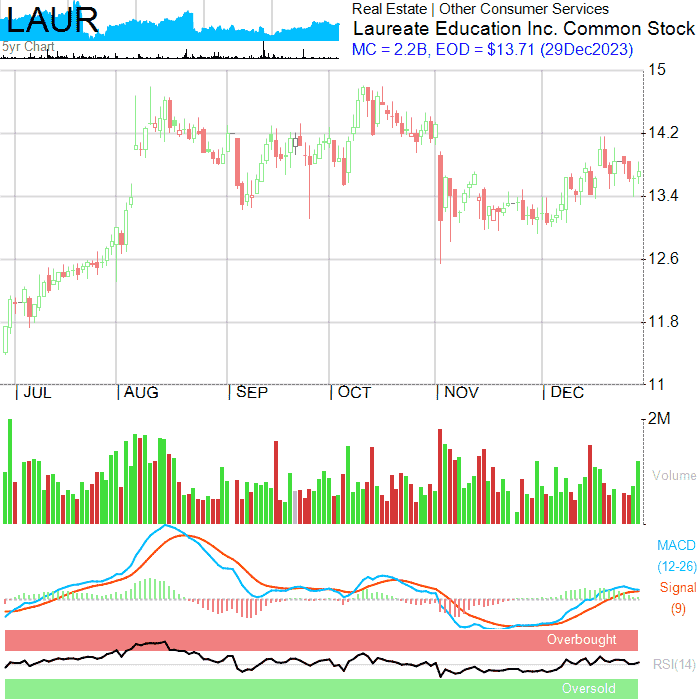 LAUR
5yr Chart
Real Estate | Other Consumer Services
Laureate Education Inc. Common Stock
MC = 2.2B, EOD = $13.71 (29Dec2023)
15
14.2
13.4
12.6
11.8
11
JUL AUG SEP OCT NOV DEC
2M
Volume
MACD
(12-26)
Signal
(9)
Overbought
RSI(14)
Oversold